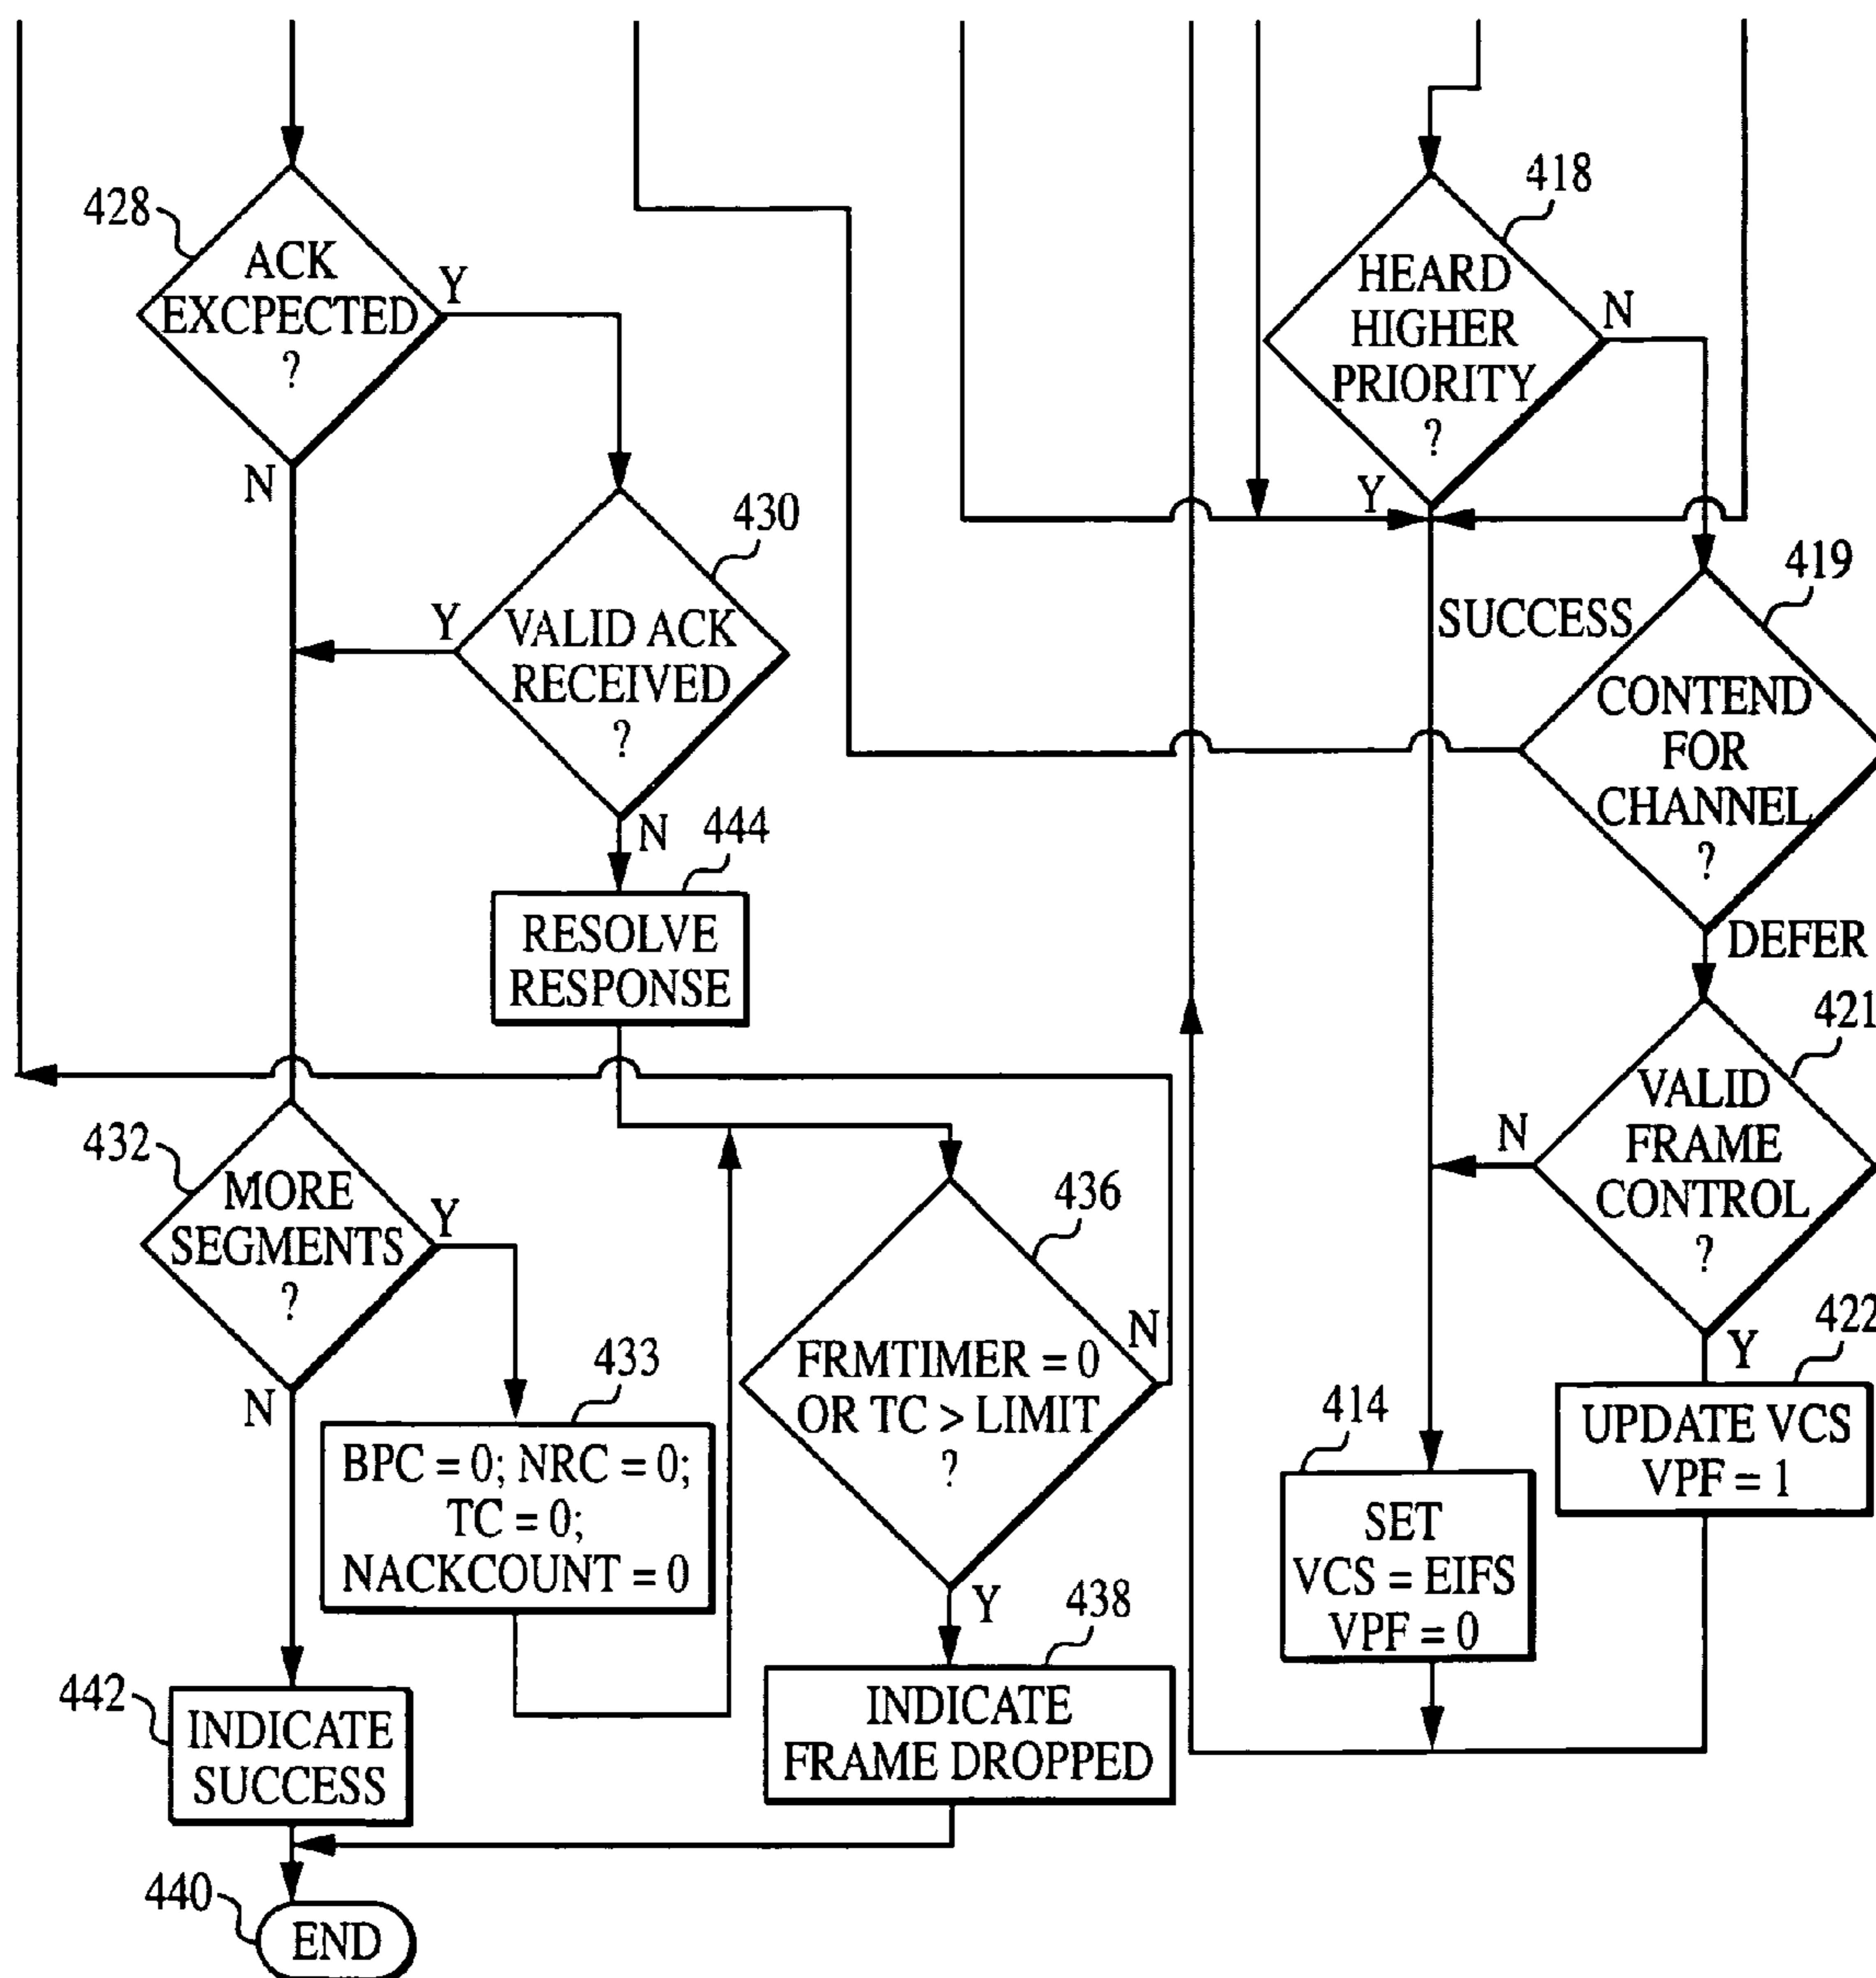 428
ACK
EXCPECTED
?
Y
N
430
VALID ACK
RECEIVED
?
Y
N
444
RESOLVE
RESPONSE
432
MORE
SEGMENTS
?
Y
N
433
BPC = 0; NRC = 0;
TC = 0;
NACKCOUNT = 0
436
FRMTIMER = 0
OR TC > LIMIT
?
N
Y
438
INDICATE
FRAME DROPPED
442
INDICATE
SUCCESS
440
END
418
HEARD
HIGHER
PRIORITY
?
N
Y
419
SUCCESS
CONTEND
FOR
CHANNEL
?
DEFER
421
VALID
FRAME
CONTROL
?
N
Y
422
UPDATE VCS
VPF = 1
414
SET
VCS = EIFS
VPF = 0